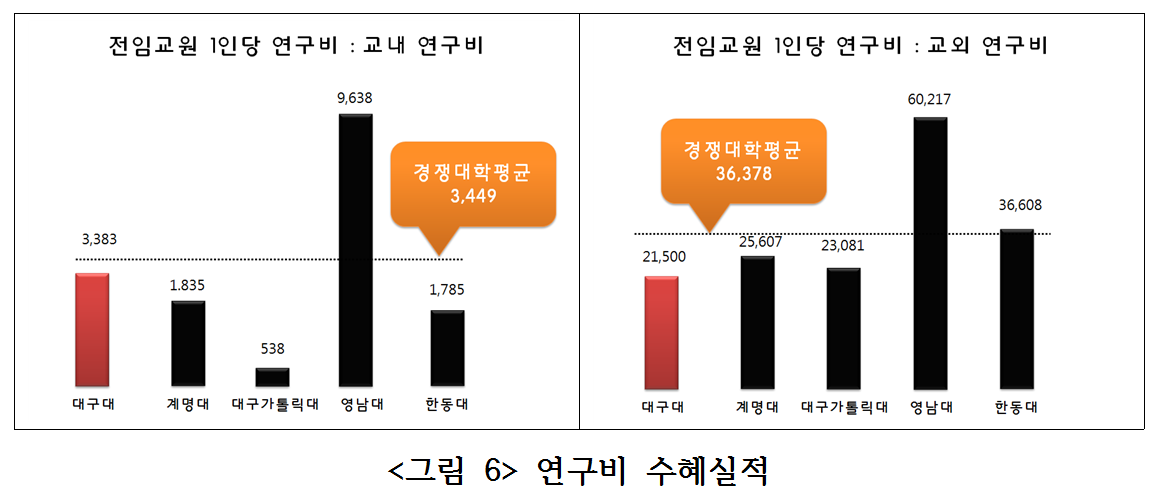 전임교원 1인당 연구비 : 교내 연구비
9,638
경쟁대학평균
3,449
3,383
1.835
538
1,785
대구대 계명대 대구가톨릭대 영남대 한동대
전임교원 1인당 연구비 : 교외 연구비
60,217
경쟁대학평균
36,378
36,608
21,500
25,607
23,081
대구대 계명대 대구가톨릭대 영남대 한동대
<그림 6> 연구비 수혜실적